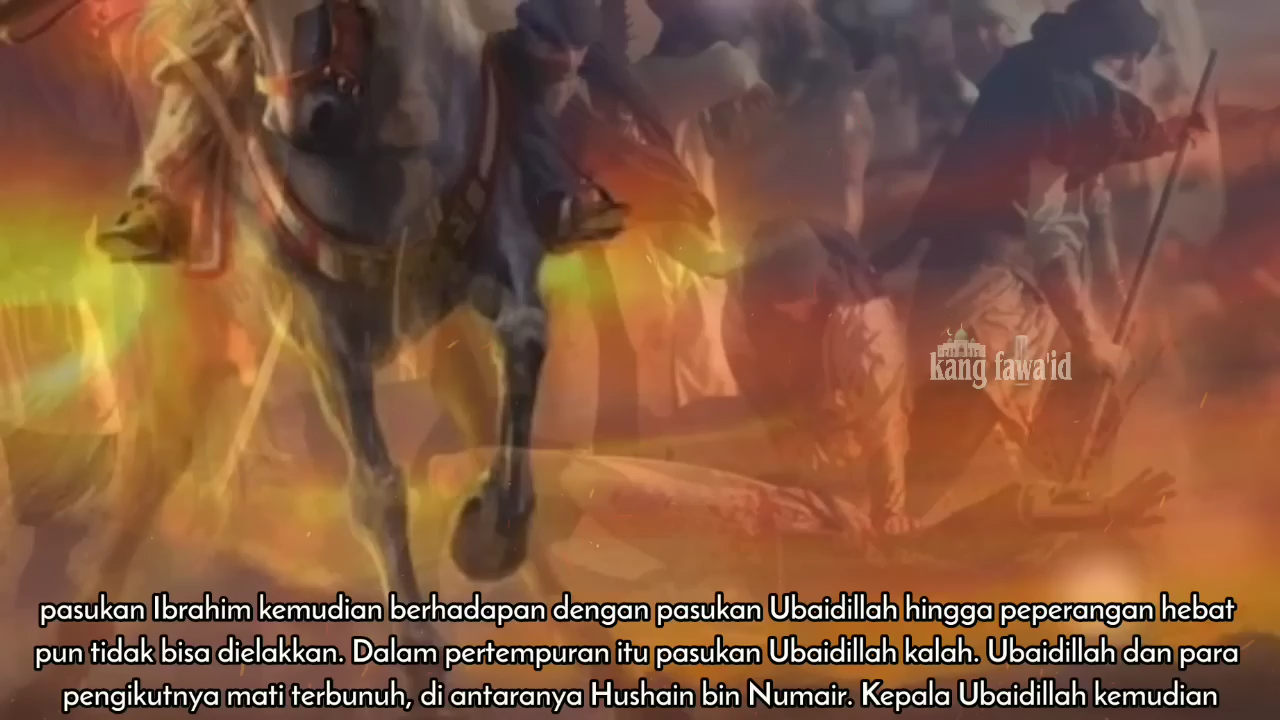 kang fawa'id
pasukan Ibrahim kemudian berhadapan dengan pasukan Ubaidillah hingga peperangan hebat
pun tidak bisa dielakkan. Dalam pertempuran itu pasukan Ubaidillah kalah. Ubaidillah dan para
pengikutnya mati terbunuh, di antaranya Hushain bin Numair. Kepala Ubaidillah kemudian